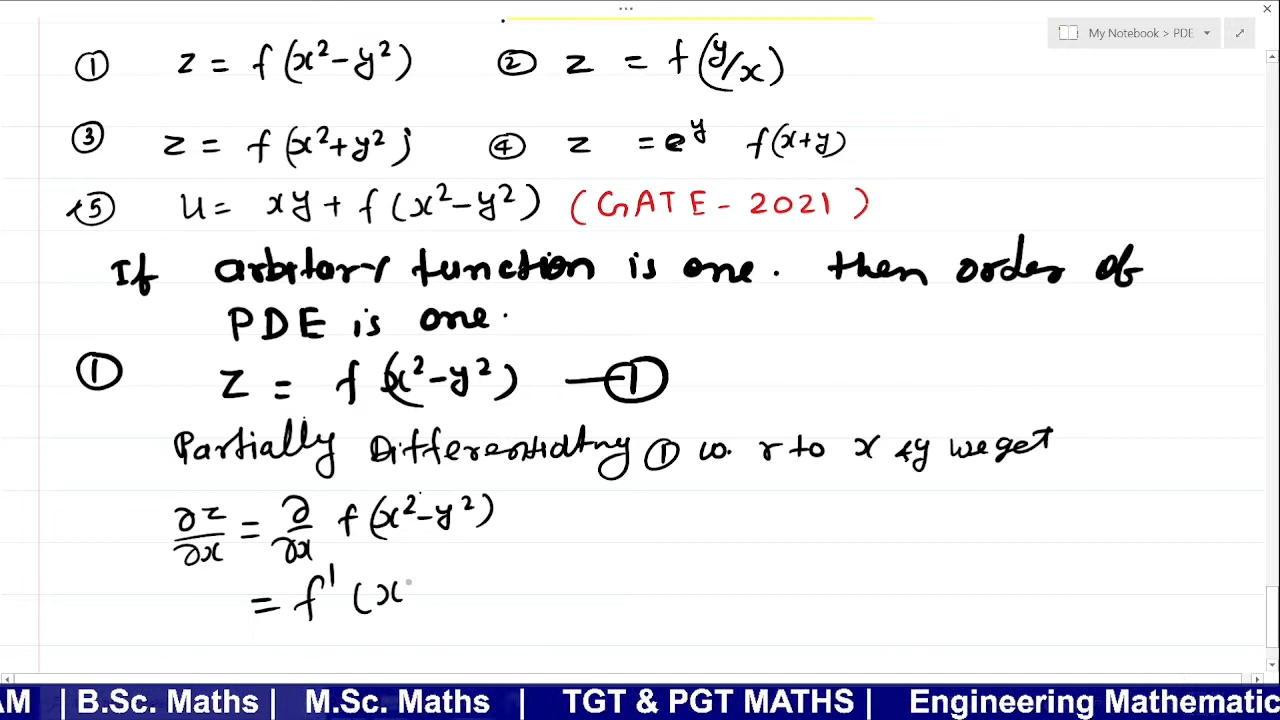 ...
My Notebook > PDE
① z = f(x²-y²) ② z = f(y/x)
③ z = f(x²+y²) ④ z = e^y f(x+y)
⑤ u = xy + f(x²-y²) (GATE - 2021)
If arbitory function is one. then order of
PDE is one.
① z = f(x²-y²) —①
Partially Differentiating ① w. r to x & y we get
∂z/∂x = ∂/∂x f(x²-y²)
= f' (x
AM | B.Sc. Maths | M.Sc. Maths | TGT & PGT MATHS | Engineering Mathematic